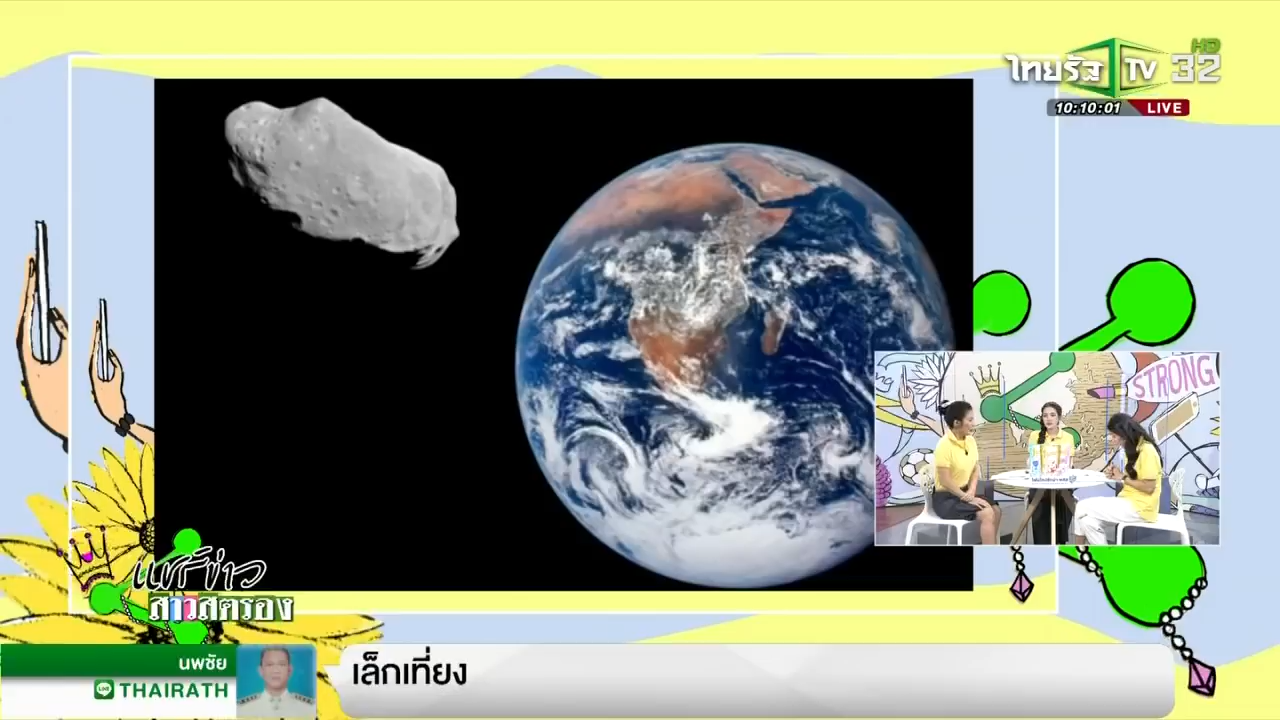 ไทยรัฐ TV 32 HD
10:10:01 LIVE
STRONG
แชร์ข่าว
สาวสตรอง
นพชัย
LINE THAIRATH
เล็กเที่ยง